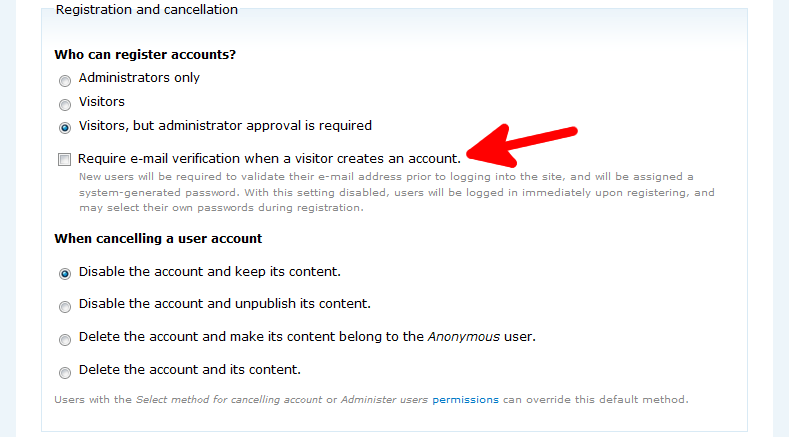 Registration and cancellation
Who can register accounts?
Administrators only
Visitors
Visitors, but administrator approval is required
Require e-mail verification when a visitor creates an account.
New users will be required to validate their e-mail address prior to logging into the site, and will be assigned a
system-generated password. With this setting disabled, users will be logged in immediately upon registering, and
may select their own passwords during registration.
When cancelling a user account
Disable the account and keep its content.
Disable the account and unpublish its content.
Delete the account and make its content belong to the Anonymous user.
Delete the account and its content.
Users with the Select method for cancelling account or Administer users permissions can override this default method.